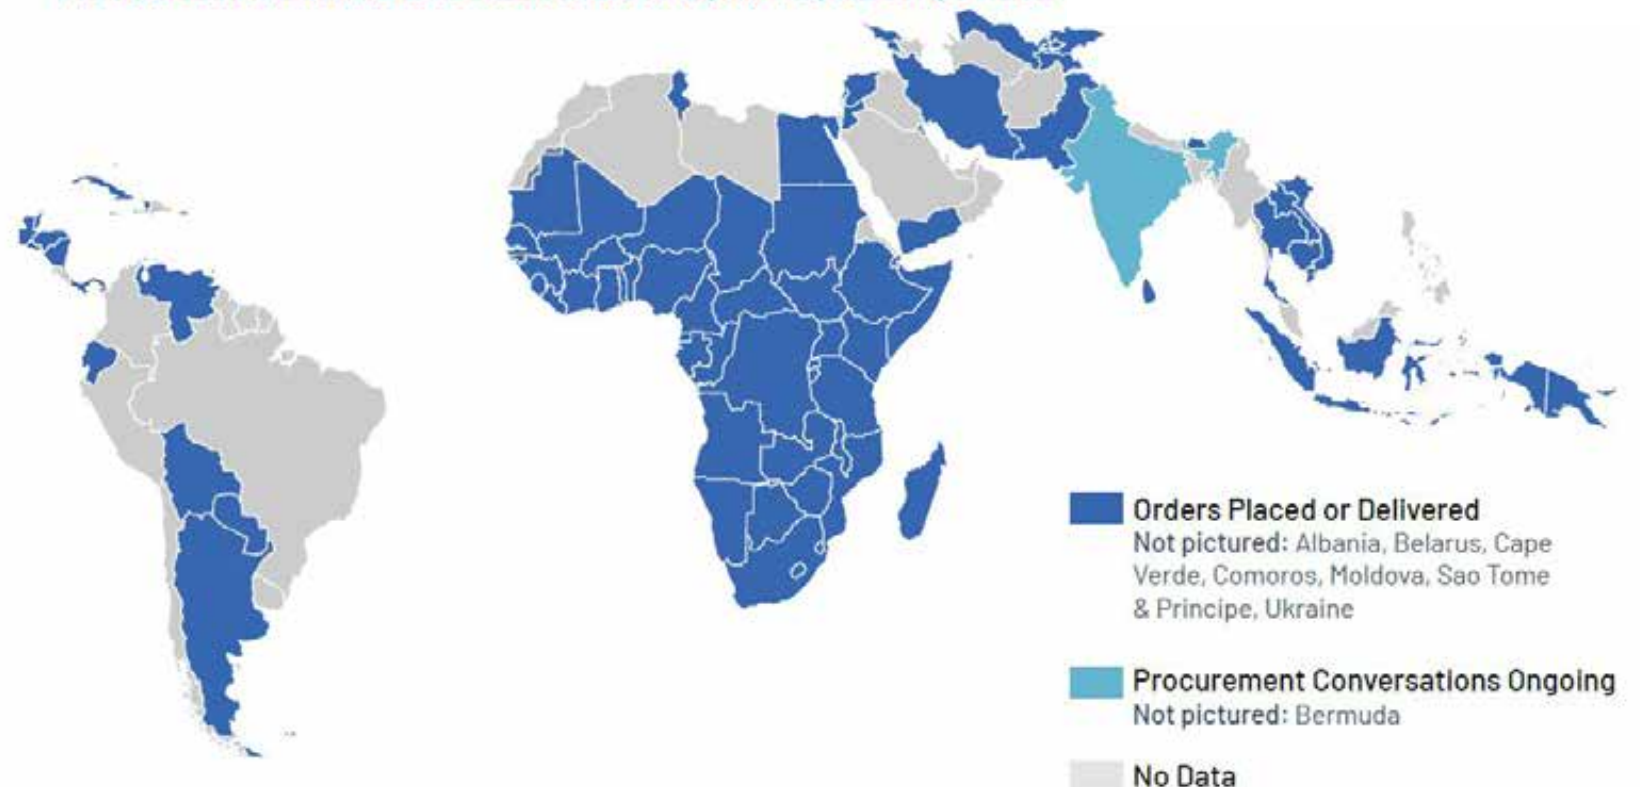 Orders Placed or Delivered
Not pictured: Albania, Belarus, Cape
Verde, Comoros, Moldova, Sao Tome
& Principe, Ukraine
Procurement Conversations Ongoing
Not pictured: Bermuda
No Data